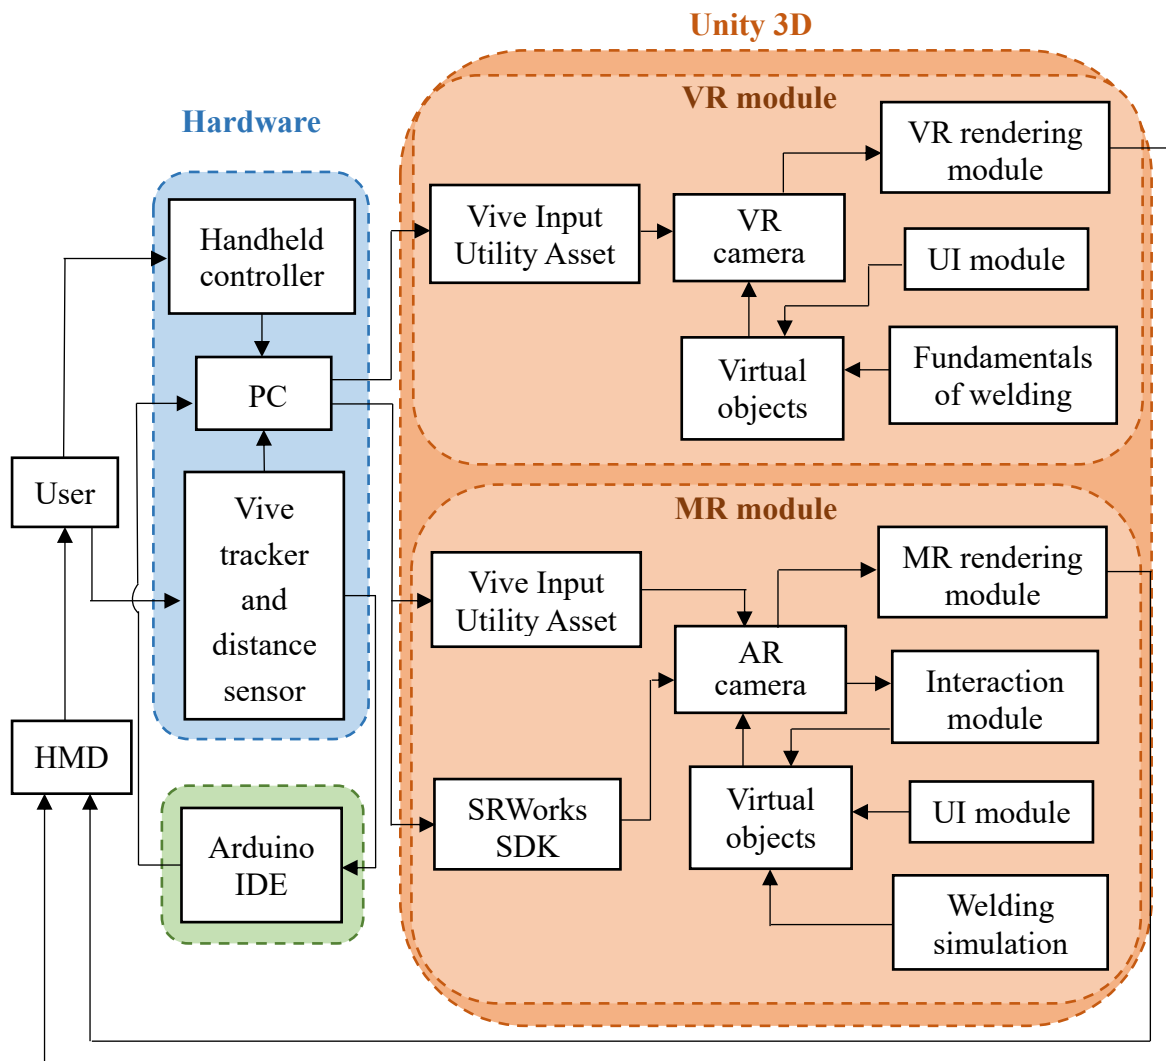 Unity 3D
Hardware
VR module
VR rendering
module
Handheld
controller
Vive Input
Utility Asset
VR
camera
UI module
PC
Virtual
objects
Fundamentals
of welding
User
Vive
tracker
and
distance
sensor
MR module
Vive Input
Utility Asset
MR rendering
module
AR
camera
Interaction
module
HMD
SRWorks
SDK
Virtual
objects
UI module
Arduino
IDE
Welding
simulation